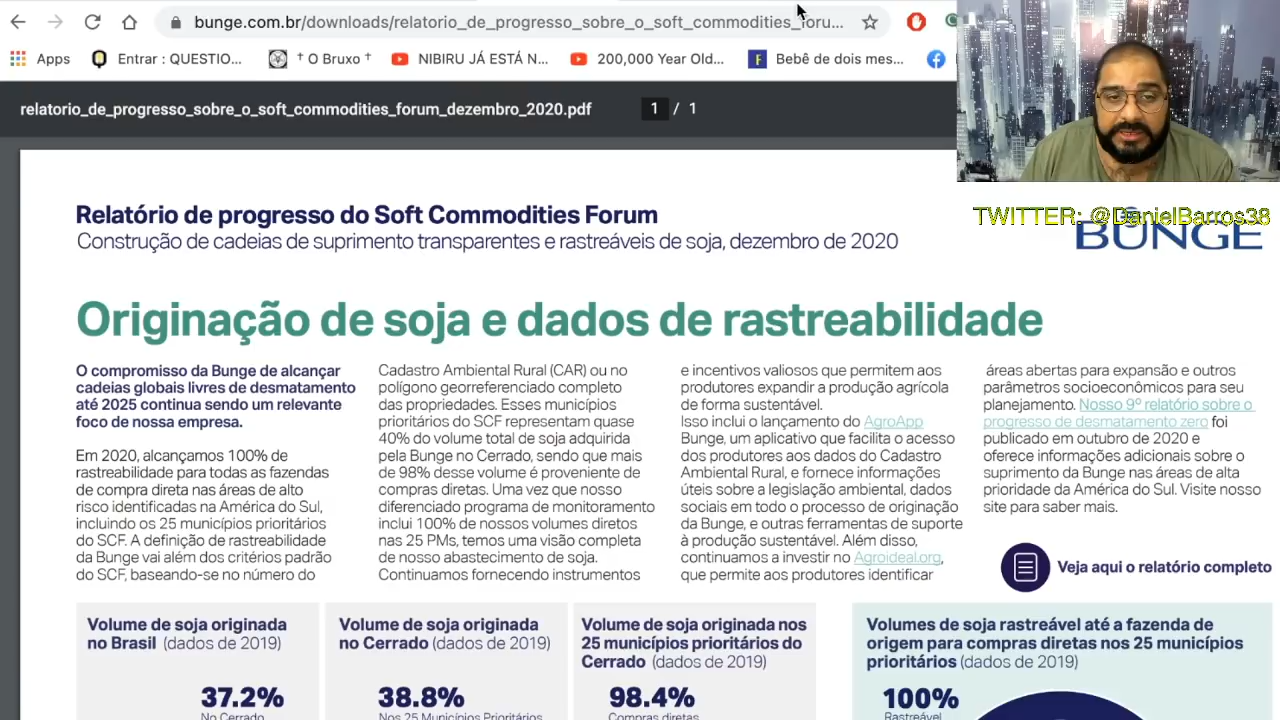 bunge.com.br/downloads/relatorio_de_progresso_sobre_o_soft_commodities_foru...
Apps
Entrar : QUESTIO...
† O Bruxo †
NIBIRU JÁ ESTÁ N...
200,000 Year Old...
Bebê de dois mes...
relatorio_de_progresso_sobre_o_soft_commodities_forum_dezembro_2020.pdf
1 / 1
TWITTER: @DanielBarros38
BUNGE
Relatório de progresso do Soft Commodities Forum
Construção de cadeias de suprimento transparentes e rastreáveis de soja, dezembro de 2020
Originação de soja e dados de rastreabilidade
O compromisso da Bunge de alcançar
cadeias globais livres de desmatamento
até 2025 continua sendo um relevante
foco de nossa empresa.
Em 2020, alcançamos 100% de
rastreabilidade para todas as fazendas
de compra direta nas áreas de alto
risco identificadas na América do Sul,
incluindo os 25 municípios prioritários
do SCF. A definição de rastreabilidade
da Bunge vai além dos critérios padrão
do SCF, baseando-se no número do
Cadastro Ambiental Rural (CAR) ou no
polígono georreferenciado completo
das propriedades. Esses municípios
prioritários do SCF representam quase
40% do volume total de soja adquirida
pela Bunge no Cerrado, sendo que mais
de 98% desse volume é proveniente de
compras diretas. Uma vez que nosso
diferenciado programa de monitoramento
inclui 100% de nossos volumes diretos
nas 25 PMs, temos uma visão completa
de nosso abastecimento de soja.
Continuamos fornecendo instrumentos
e incentivos valiosos que permitem aos
produtores expandir a produção agrícola
de forma sustentável.
Isso inclui o lançamento do AgroApp
Bunge, um aplicativo que facilita o acesso
dos produtores aos dados do Cadastro
Ambiental Rural, e fornece informações
úteis sobre a legislação ambiental, dados
sociais em todo o processo de originação
da Bunge, e outras ferramentas de suporte
à produção sustentável. Além disso,
continuamos a investir no Agroideal.org,
que permite aos produtores identificar
áreas abertas para expansão e outros
parâmetros socioeconômicos para seu
planejamento. Nosso 9º relatório sobre o
progresso de desmatamento zero foi
publicado em outubro de 2020 e
oferece informações adicionais sobre o
suprimento da Bunge nas áreas de alta
prioridade da América do Sul. Visite nosso
site para saber mais.
Veja aqui o relatório completo
Volume de soja originada
no Brasil (dados de 2019)
37.2%
No Cerrado
Volume de soja originada
no Cerrado (dados de 2019)
38.8%
Nos 25 Municípios Prioritários
Volume de soja originada nos
25 municípios prioritários do
Cerrado (dados de 2019)
98.4%
Compras diretas
Volumes de soja rastreável até a fazenda de
origem para compras diretos nos 25 municípios
prioritários (dados de 2019)
100%
Rastreável